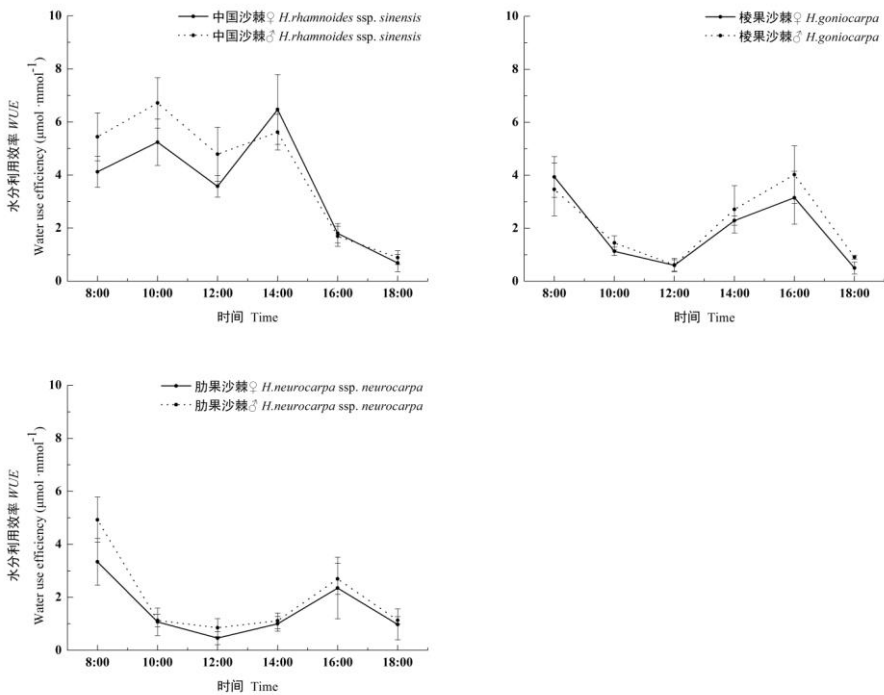 中国沙棘♀ H.rhamnoides ssp. sinensis
中国沙棘♂ H.rhamnoides ssp. sinensis
水分利用效率 WUE
Water use efficiency (μmol ·mmol⁻¹)
10
8
6
4
2
0
8:00 10:00 12:00 14:00 16:00 18:00
时间 Time
棱果沙棘♀ H.goniocarpa
棱果沙棘♂ H.goniocarpa
10
8
6
4
2
0
8:00 10:00 12:00 14:00 16:00 18:00
时间 Time
肋果沙棘♀ H.neurocarpa ssp. neurocarpa
肋果沙棘♂ H.neurocarpa ssp. neurocarpa
水分利用效率 WUE
Water use efficiency (μmol ·mmol⁻¹)
10
8
6
4
2
0
8:00 10:00 12:00 14:00 16:00 18:00
时间 Time